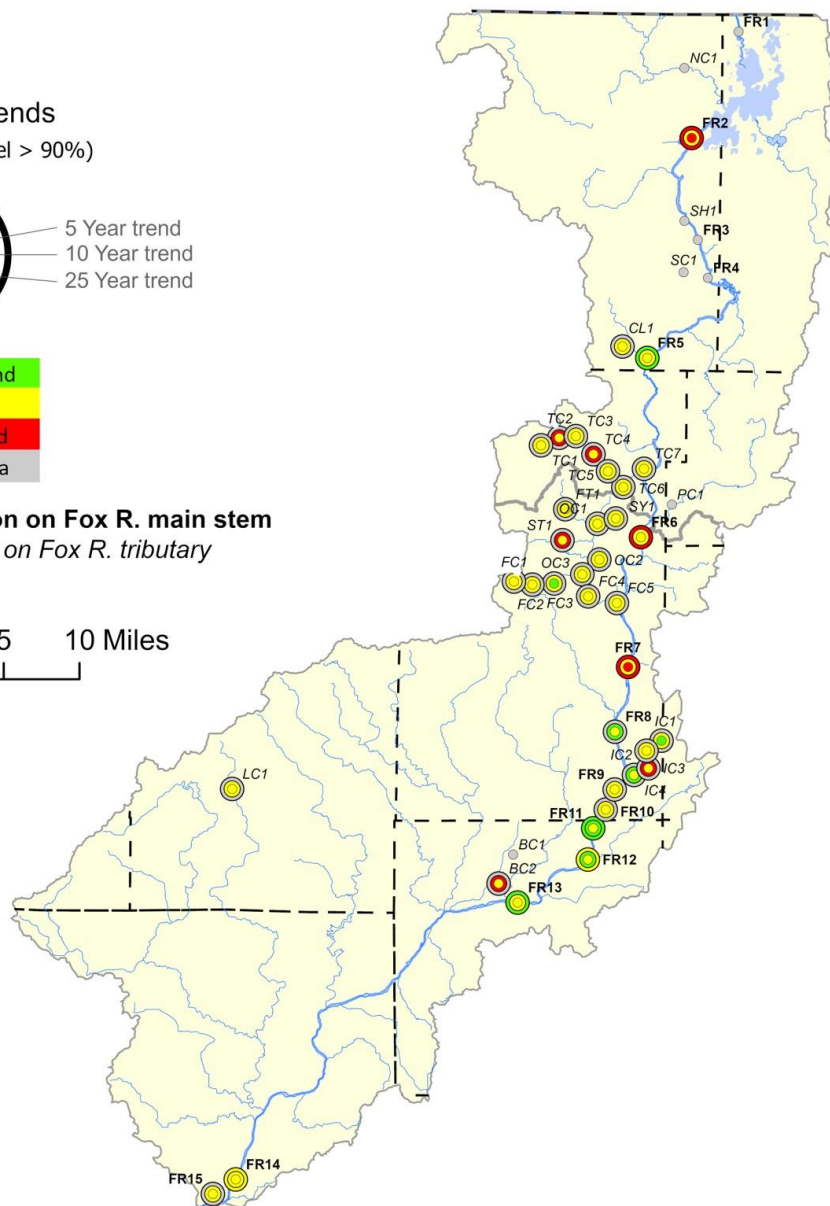 ends
el > 90%)
5 Year trend
10 Year trend
25 Year trend
nd
d
a
on on Fox R. main stem
on Fox R. tributary
5 10 Miles
FR1
NC1
FR2
SH1
FR3
SC1
FR4
CL1
FR5
TC2
TC3
TC4
TC1
TC7
TC5
TC6
FT1
PC1
OC1
SY1
ST1
FR6
FC1
OC3
OC2
FC4
FC5
FC2
FC3
FR7
FR8
IC1
IC2
IC3
LC1
FR9
IC4
FR11
FR10
BC1
FR12
BC2
FR13
FR14
FR15